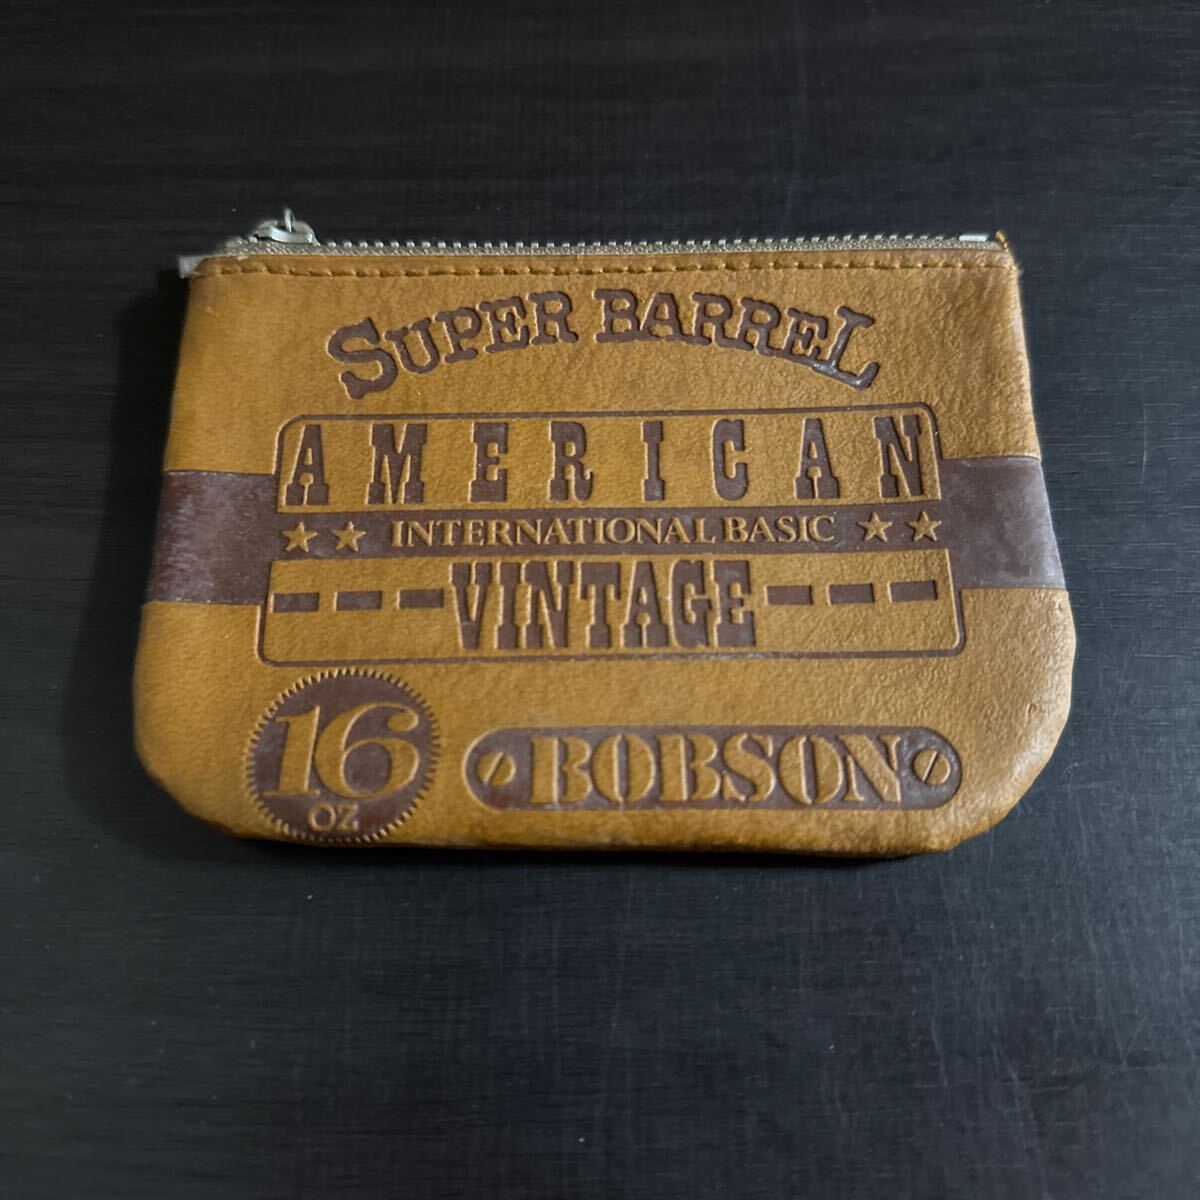 SUPER BARREL
AMERICAN
INTERNATIONAL BASIC
VINTAGE
16
OZ
BOBSON